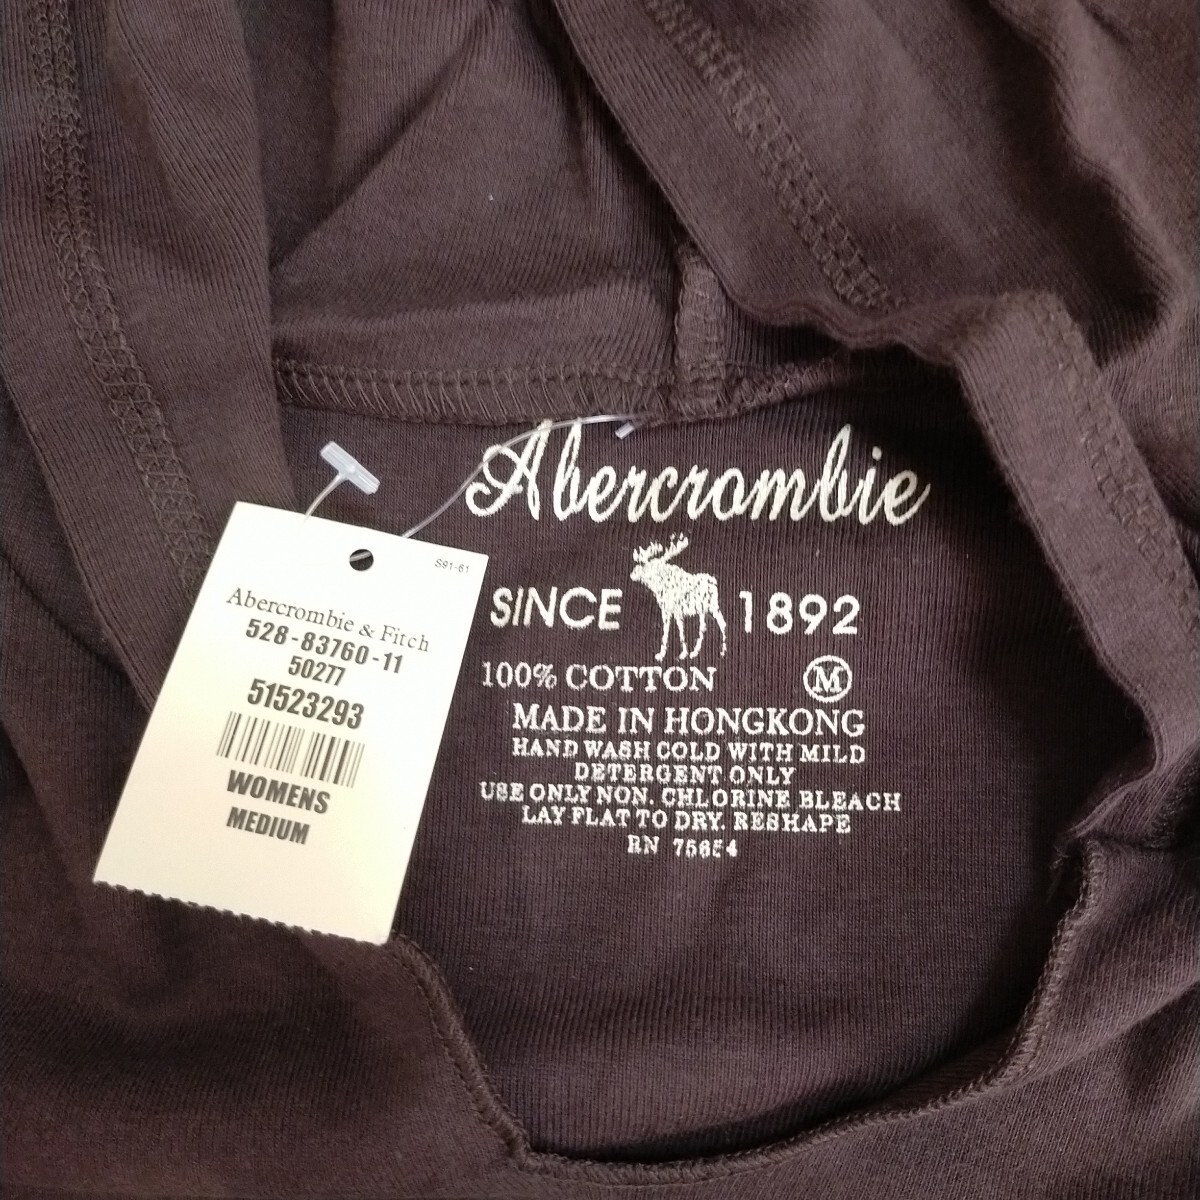 S91-61
Abercrombie & Fitch
528-83760-11
50277
51523293
WOMENS
MEDIUM
Abercrombie
SINCE 1892
100% COTTON M
MADE IN HONGKONG
HAND WASH COLD WITH MILD
DETERGENT ONLY
USE ONLY NON. CHLORINE BLEACH
LAY FLAT TO DRY. RESHAPE
RN 75654